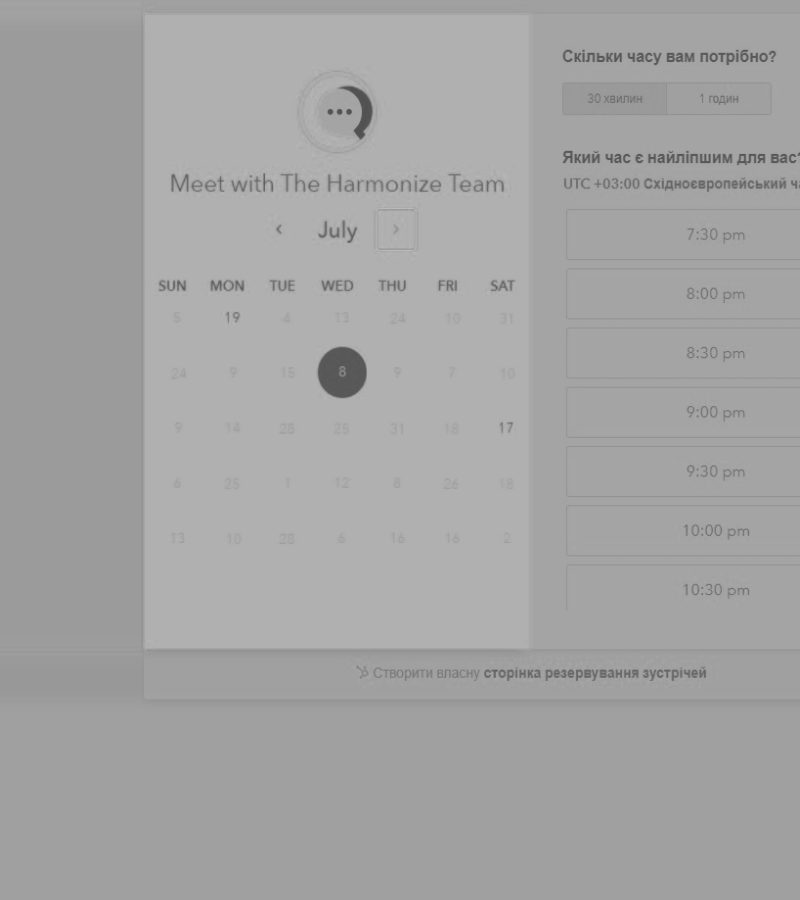 Meet with The Harmonize Team
‹ July ›
SUN MON TUE WED THU FRI SAT
5 19 4 13 24 10 31
24 9 15 8 9 7 10
9 14 28 25 31 18 17
6 25 1 12 8 26 18
13 10 28 6 16 16 2
Скільки часу вам потрібно?
30 хвилин 1 годин
Який час є найліпшим для вас?
UTC +03:00 Східноєвропейський
7:30 pm
8:00 pm
8:30 pm
9:00 pm
9:30 pm
10:00 pm
10:30 pm
Створити власну сторінка резервування зустрічей